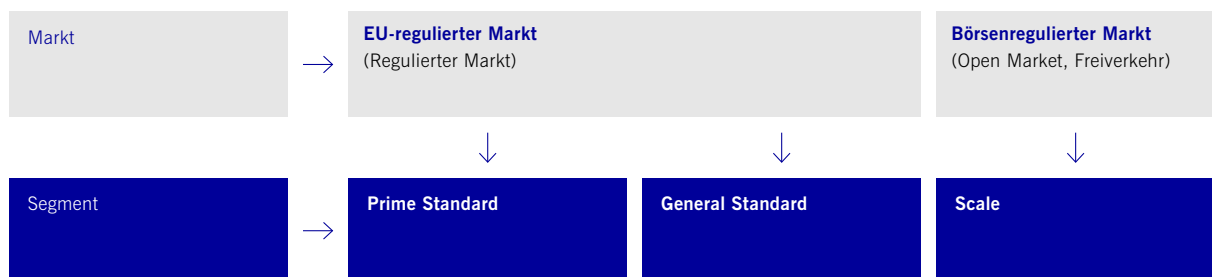 Markt
EU-regulierter Markt
(Regulierter Markt)
Börsenregulierter Markt
(Open Market, Freiverkehr)
Segment
Prime Standard
General Standard
Scale